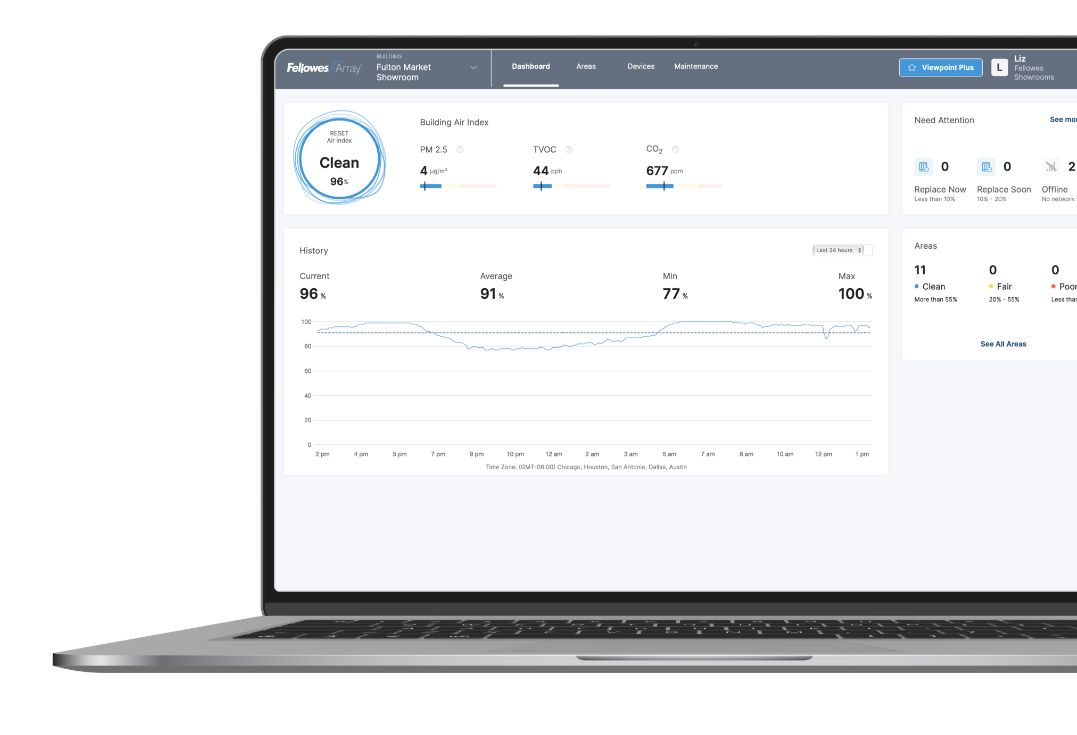 Fellowes Array
BUILDING
Fulton Market
Showroom
Dashboard
Areas
Devices
Maintenance
Viewpoint Plus
L
Liz
Fellowes
Showrooms
RESET
Air Index
Clean
96%
Building Air Index
PM 2.5
4 µg/m³
TVOC
44 ppb
CO2
677 ppm
Need Attention
See mor
0
Replace Now
Less than 10%
0
Replace Soon
10% - 20%
2
Offline
No network
History
Last 24 hours
Current
96 %
Average
91 %
Min
77 %
Max
100 %
100
80
60
40
20
0
2 pm 4 pm 5 pm 7 pm 9 pm 10 pm 12 am 2 am 3 am 5 am 7 am 8 am 10 am 12 pm 1 pm
Time Zone: (GMT-06:00) Chicago, Houston, San Antonio, Dallas, Austin
Areas
11
Clean
More than 55%
0
Fair
20% - 55%
0
Poor
Less tha
See All Areas